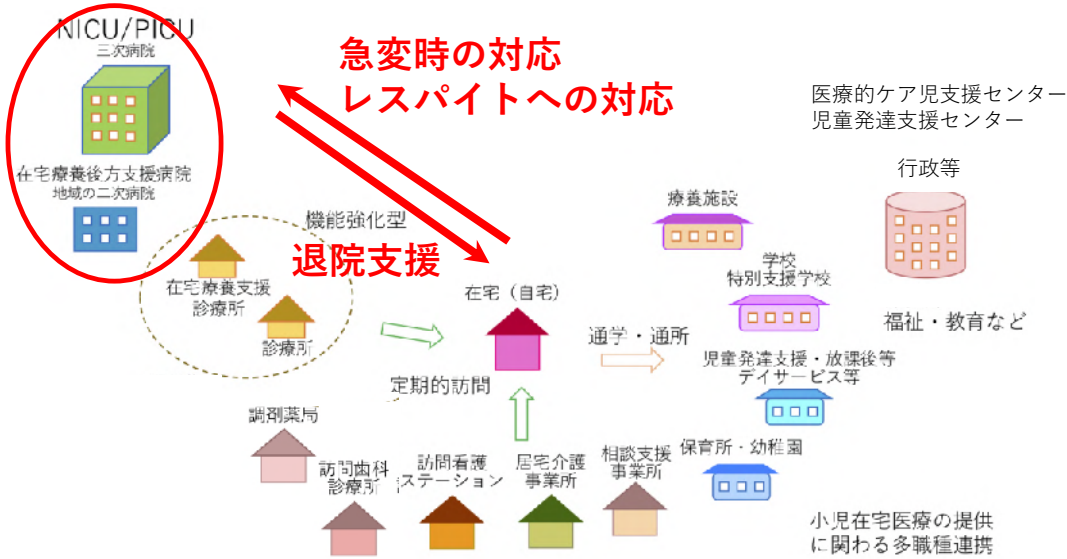 NICU/PICU
三次病院
急変時の対応
レスパイトへの対応
医療的ケア児支援センター
児童発達支援センター
在宅療養後方支援病院
地域の二次病院
行政等
療養施設
機能強化型
退院支援
学校
特別支援学校
在宅療養支援
診療所
在宅（自宅）
福祉・教育など
診療所
通学・通所
児童発達支援・放課後等
デイサービス等
定期的訪問
調剤薬局
訪問歯科
診療所
訪問看護
ステーション
居宅介護
事業所
相談支援
事業所
保育所・幼稚園
小児在宅医療の提供
に関わる多職種連携